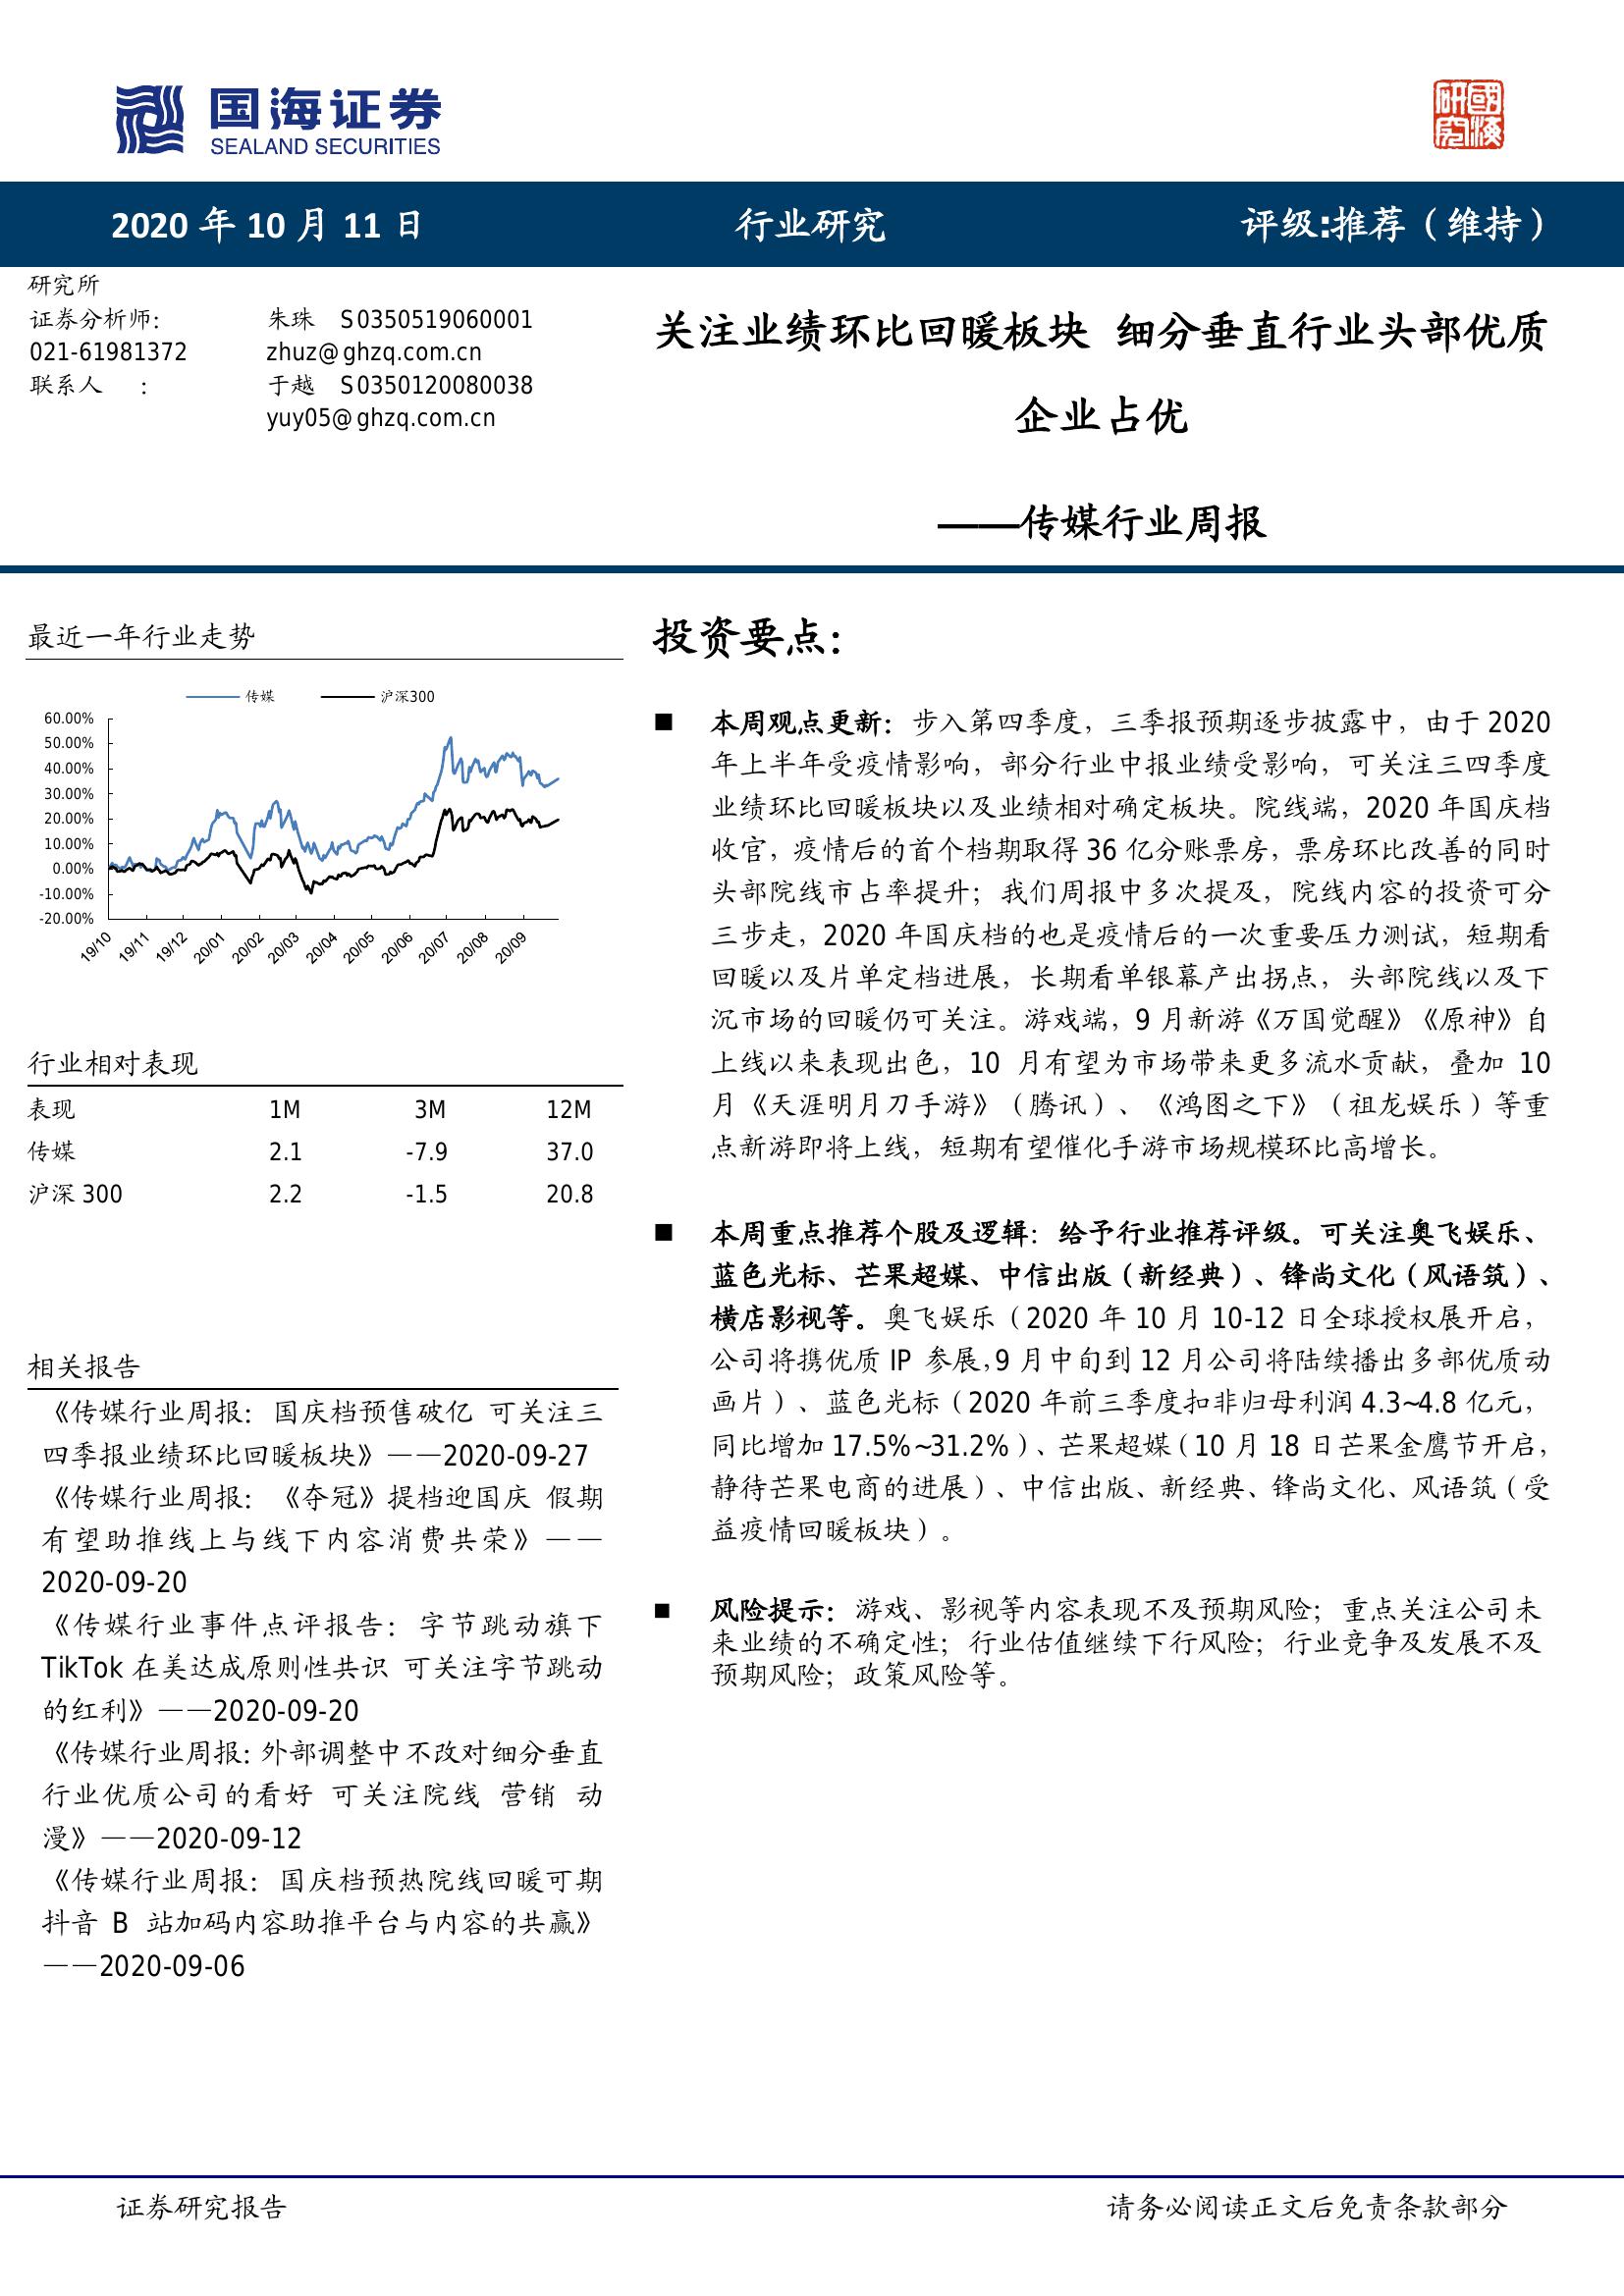 国海证券
SEALAND SECURITIES
國海
研究
2020 年 10 月 11 日
行业研究
评级:推荐（维持）
研究所
证券分析师: 朱珠 S0350519060001
021-61981372 zhuz@ghzq.com.cn
联系人 : 于越 S0350120080038
yuy05@ghzq.com.cn
关注业绩环比回暖板块 细分垂直行业头部优质
企业占优
——传媒行业周报
最近一年行业走势
传媒 沪深300
60.00%
50.00%
40.00%
30.00%
20.00%
10.00%
0.00%
-10.00%
-20.00%
19/10 19/11 19/12 20/01 20/02 20/03 20/04 20/05 20/06 20/07 20/08 20/09
行业相对表现
表现 1M 3M 12M
传媒 2.1 -7.9 37.0
沪深 300 2.2 -1.5 20.8
相关报告
《传媒行业周报：国庆档预售破亿 可关注三
四季报业绩环比回暖板块》——2020-09-27
《传媒行业周报：《夺冠》提档迎国庆 假期
有望助推线上与线下内容消费共荣》——
2020-09-20
《传媒行业事件点评报告：字节跳动旗下
TikTok 在美达成原则性共识 可关注字节跳动
的红利》——2020-09-20
《传媒行业周报：外部调整中不改对细分垂直
行业优质公司的看好 可关注院线 营销 动
漫》——2020-09-12
《传媒行业周报：国庆档预热院线回暖可期
抖音 B 站加码内容助推平台与内容的共赢》
——2020-09-06
投资要点：
■ 本周观点更新：步入第四季度，三季报预期逐步披露中，由于 2020
年上半年受疫情影响，部分行业中报业绩受影响，可关注三四季度
业绩环比回暖板块以及业绩相对确定板块。院线端，2020 年国庆档
收官，疫情后的首个档期取得 36 亿分账票房，票房环比改善的同时
头部院线市占率提升；我们周报中多次提及，院线内容的投资可分
三步走，2020 年国庆档的也是疫情后的一次重要压力测试，短期看
回暖以及片单定档进展，长期看单银幕产出拐点，头部院线以及下
沉市场的回暖仍可关注。游戏端，9 月新游《万国觉醒》《原神》自
上线以来表现出色，10 月有望为市场带来更多流水贡献，叠加 10
月《天涯明月刀手游》（腾讯）、《鸿图之下》（祖龙娱乐）等重
点新游即将上线，短期有望催化手游市场规模环比高增长。
■ 本周重点推荐个股及逻辑：给予行业推荐评级。可关注奥飞娱乐、
蓝色光标、芒果超媒、中信出版（新经典）、锋尚文化（风语筑）、
横店影视等。奥飞娱乐（2020 年 10 月 10-12 日全球授权展开启，
公司将携优质 IP 参展，9 月中旬到 12 月公司将陆续播出多部优质动
画片）、蓝色光标（2020 年前三季度扣非归母利润 4.3~4.8 亿元，
同比增加 17.5%~31.2%）、芒果超媒（10 月 18 日芒果金鹰节开启，
静待芒果电商的进展）、中信出版、新经典、锋尚文化、风语筑（受
益疫情回暖板块）。
■ 风险提示：游戏、影视等内容表现不及预期风险；重点关注公司未
来业绩的不确定性；行业估值继续下行风险；行业竞争及发展不及
预期风险；政策风险等。
证券研究报告
请务必阅读正文后免责条款部分